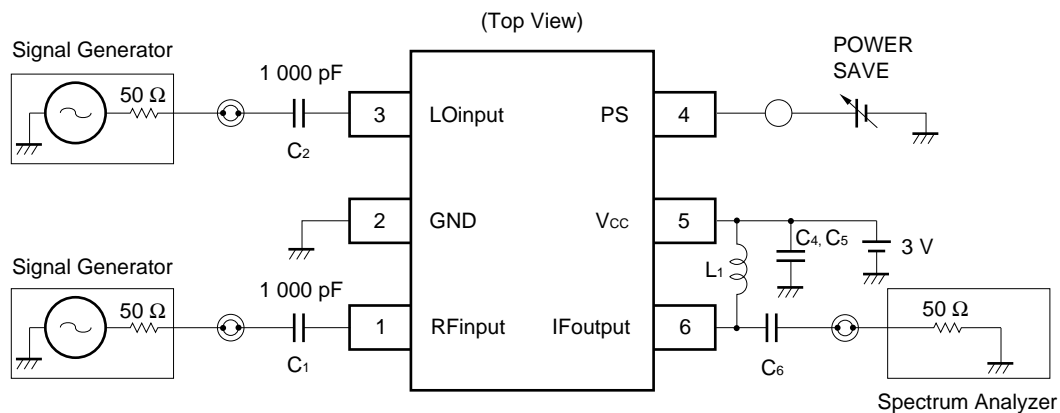 (Top View)
Signal Generator
50 Ω
1 000 pF
C2
3
LOinput
PS
4
POWER
SAVE
2
GND
VCC
5
C4, C5
3 V
L1
Signal Generator
50 Ω
1 000 pF
C1
1
RFinput
IFoutput
6
C6
50 Ω
Spectrum Analyzer